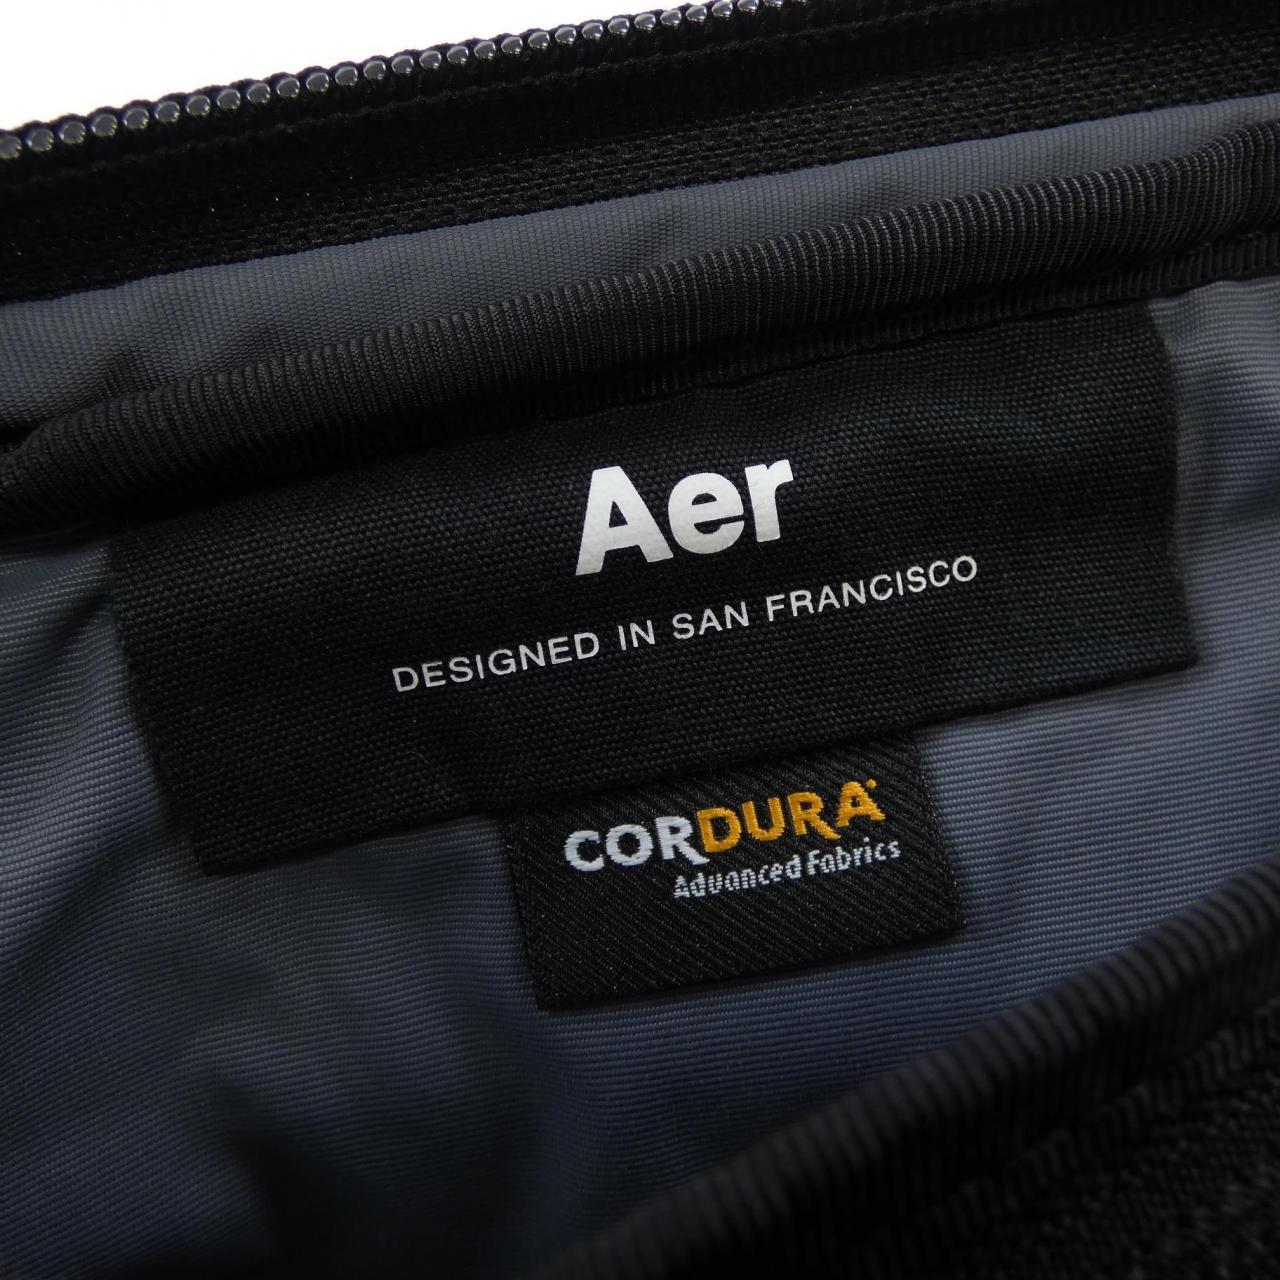 Aer
DESIGNED IN SAN FRANCISCO
CORDURA
Advanced Fabrics